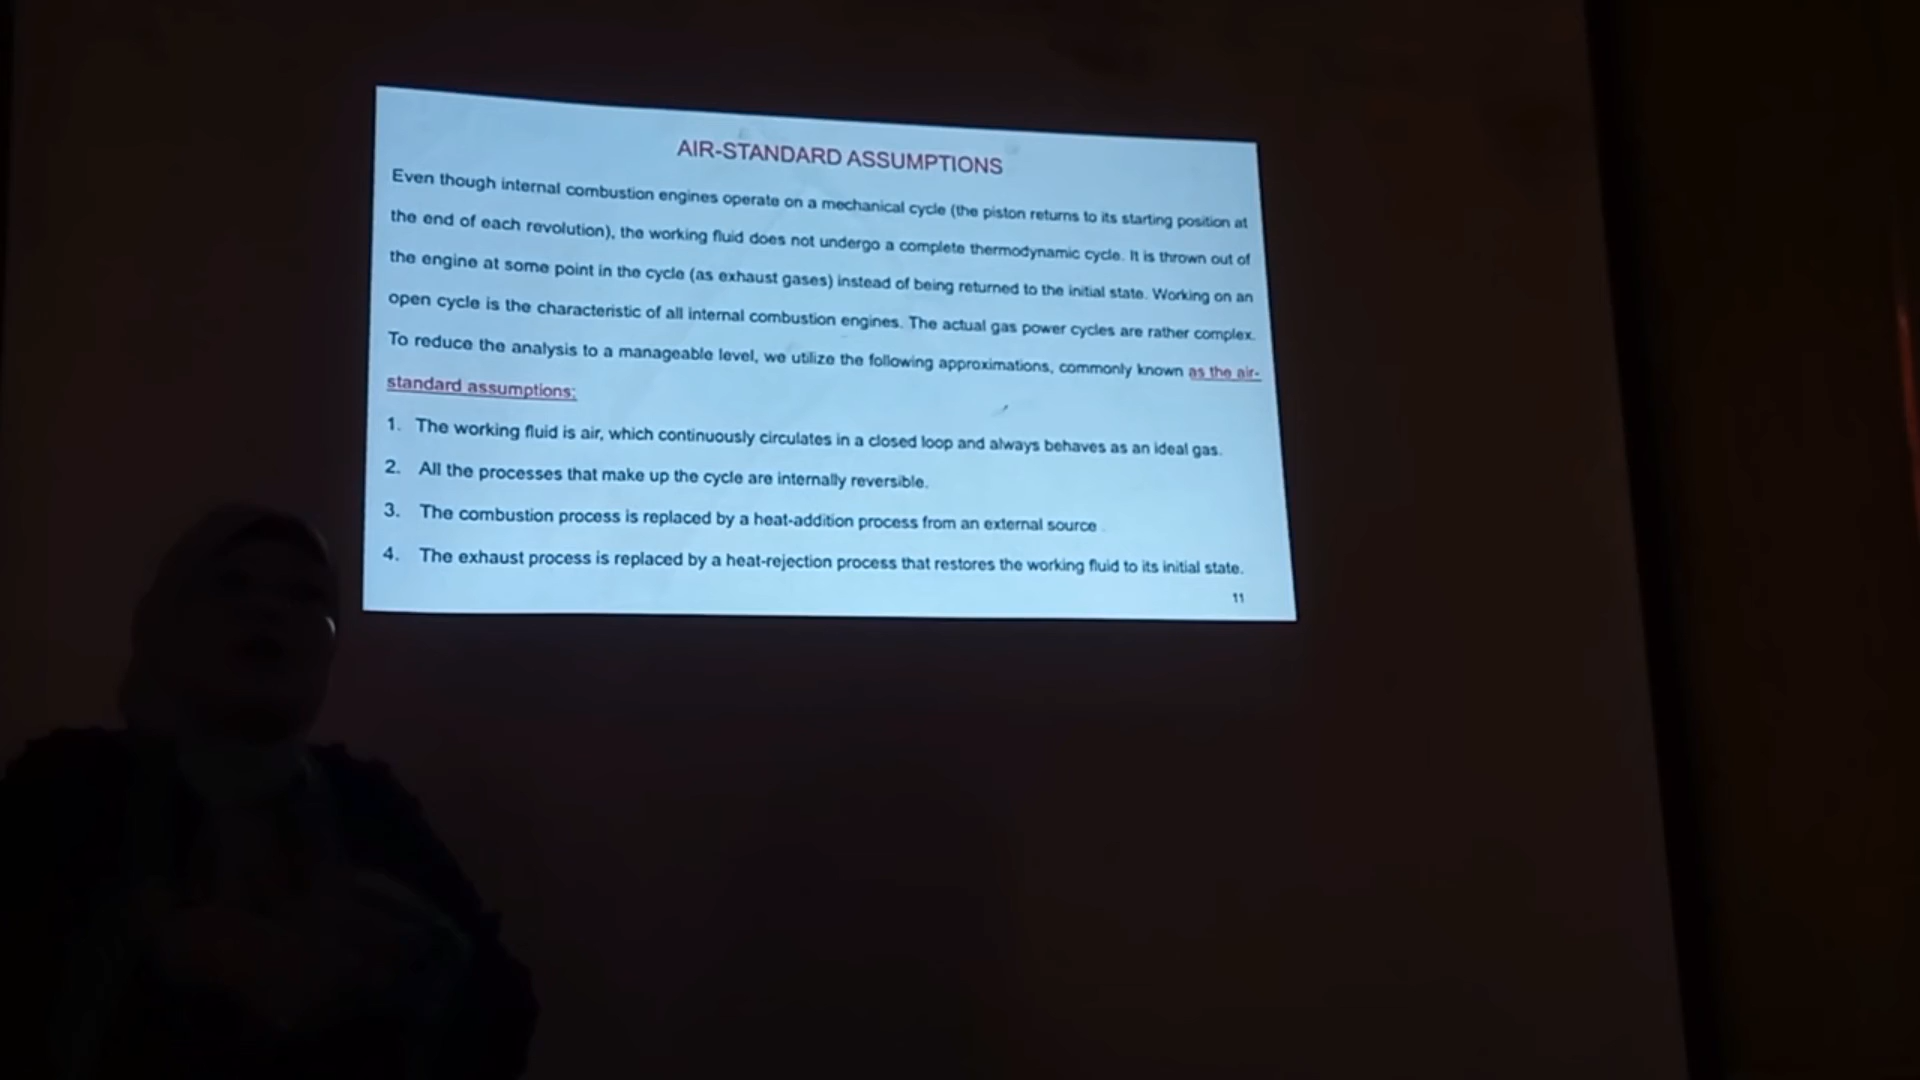 AIR-STANDARD ASSUMPTIONS
Even though internal combustion engines operate on a mechanical cycle (the piston returns to its starting position at
the end of each revolution), the working fluid does not undergo a complete thermodynamic cycle. It is thrown out of
the engine at some point in the cycle (as exhaust gases) instead of being returned to the initial state. Working on an
open cycle is the characteristic of all internal combustion engines. The actual gas power cycles are rather complex.
To reduce the analysis to a manageable level, we utilize the following approximations, commonly known as the air-
standard assumptions:
1. The working fluid is air, which continuously circulates in a closed loop and always behaves as an ideal gas.
2. All the processes that make up the cycle are internally reversible.
3. The combustion process is replaced by a heat-addition process from an external source
4. The exhaust process is replaced by a heat-rejection process that restores the working fluid to its initial state.
11